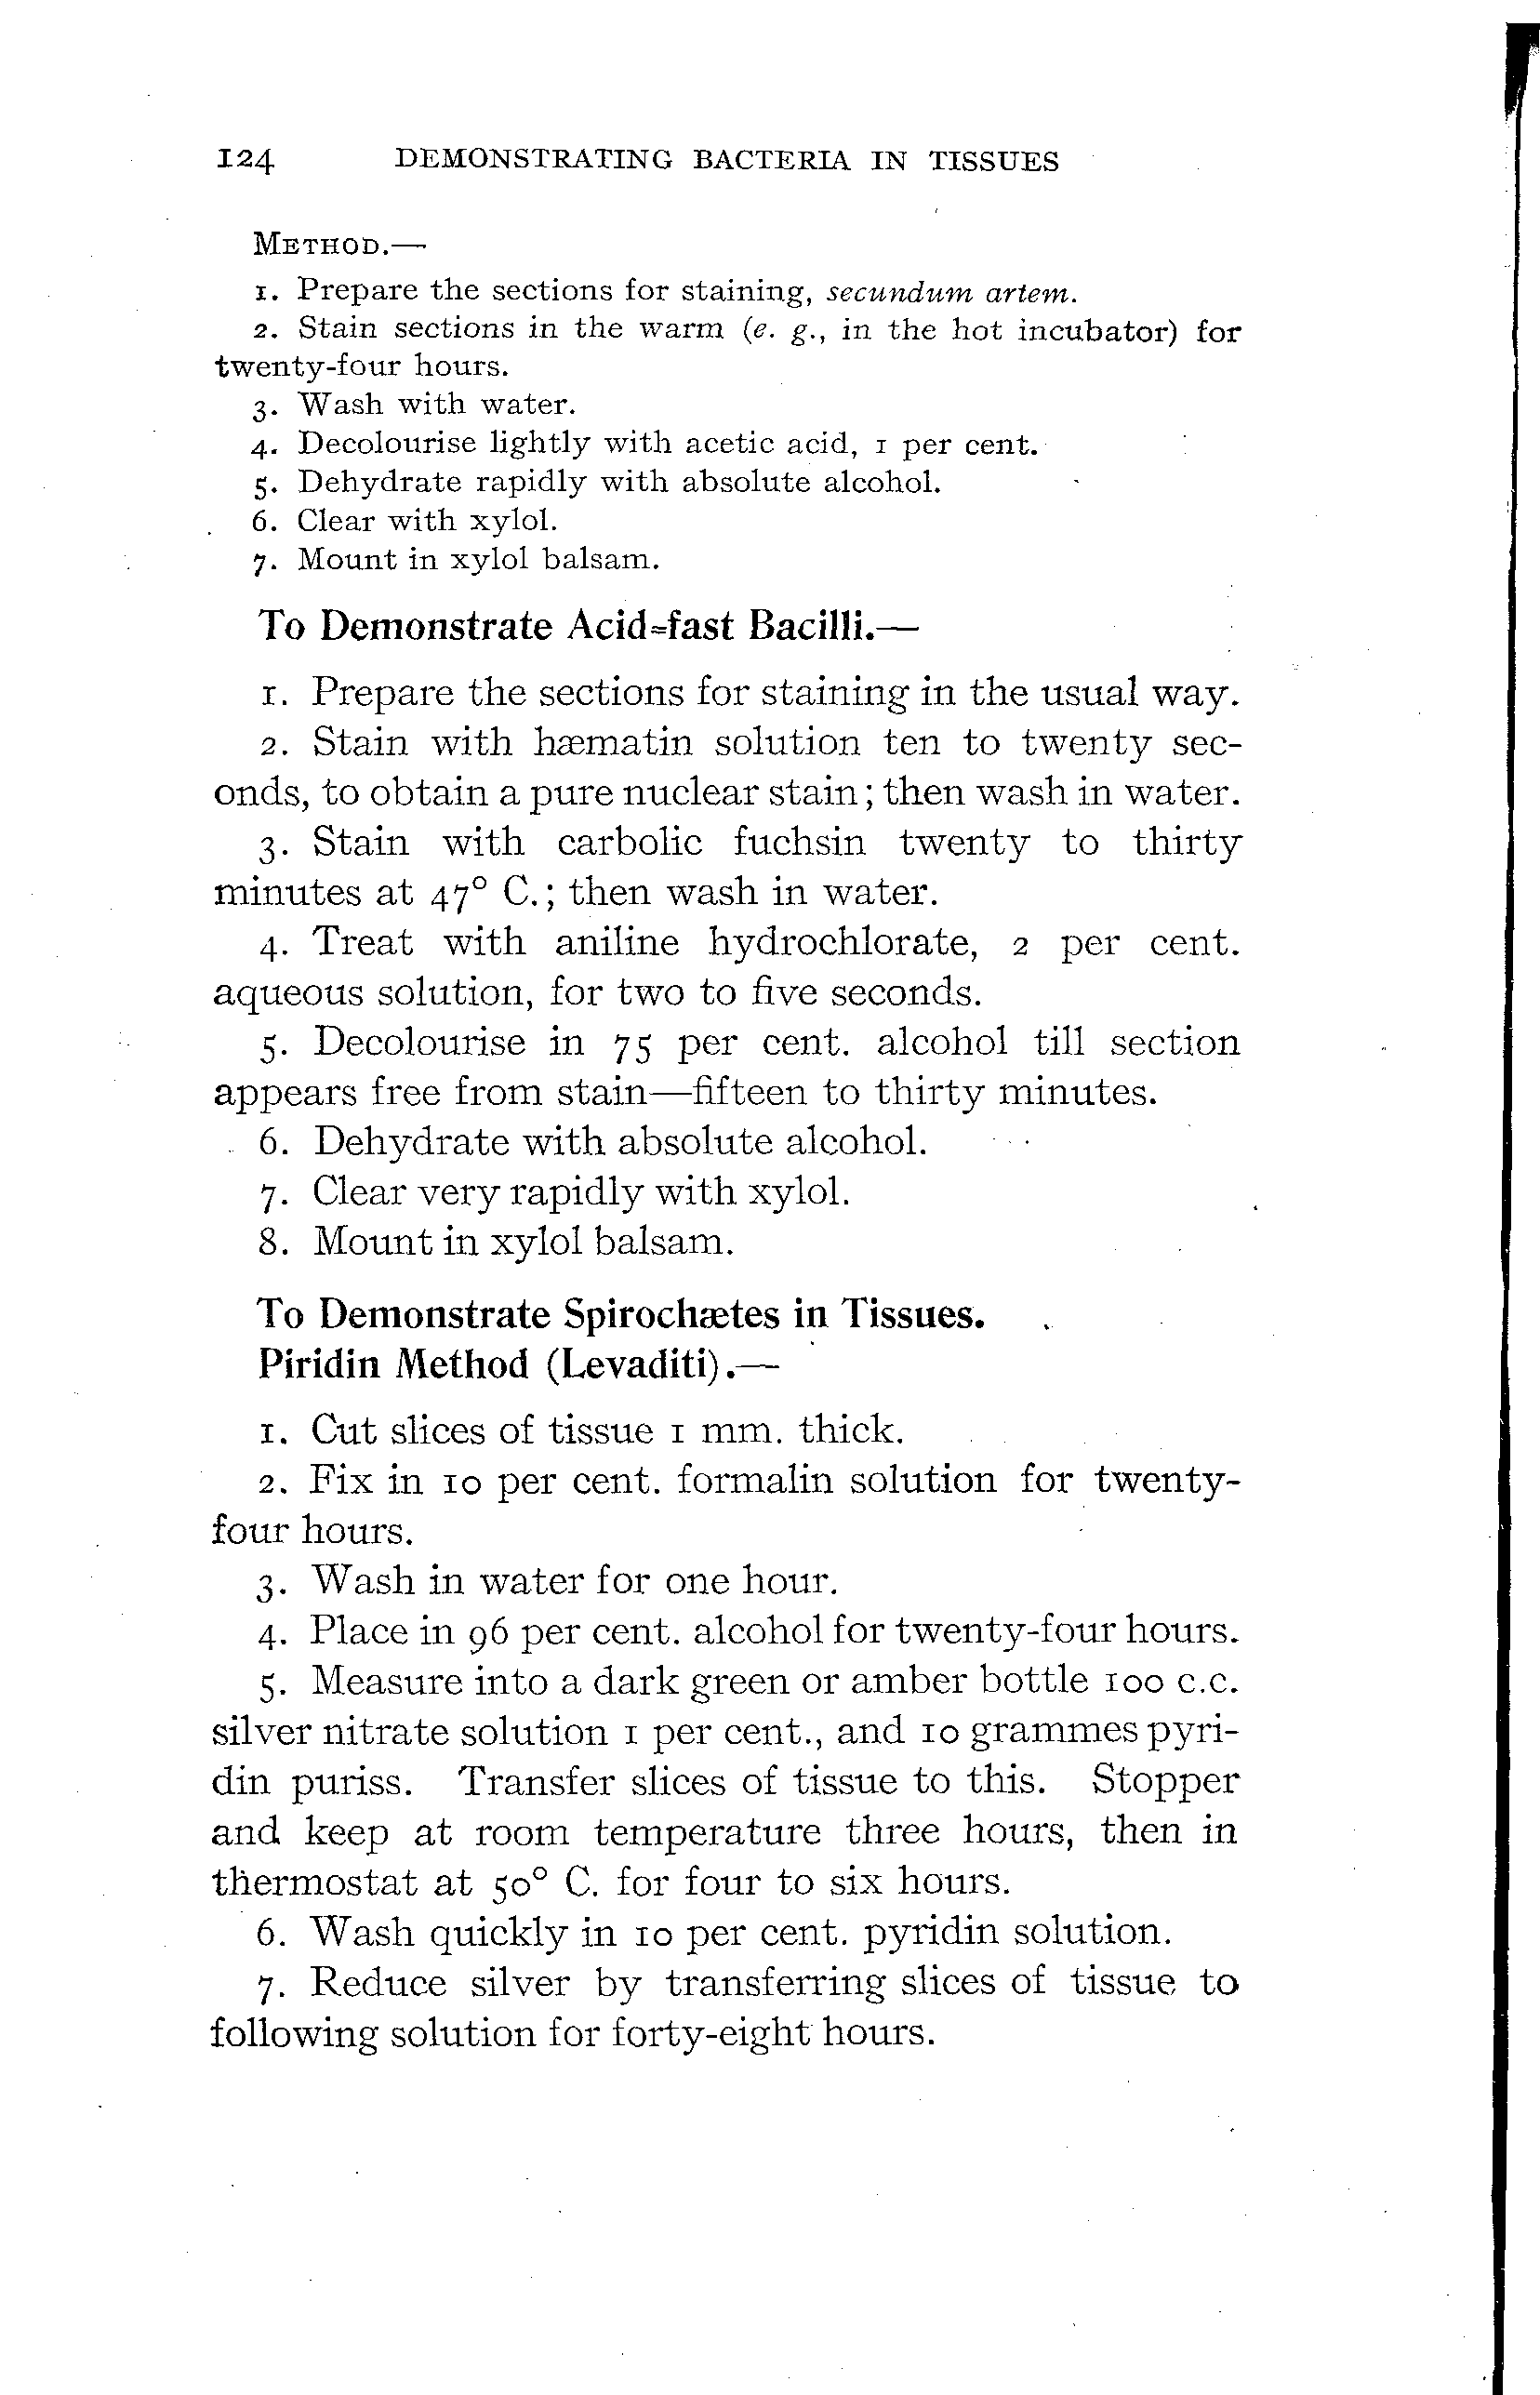 124 DEMONSTRATING BACTERIA IN TISSUES
METHOD.—
1. Prepare the sections for staining, secundum artem.
2. Stain sections in the warm (e. g., in the hot incubator) for
twenty-four hours.
3. Wash with water.
4. Decolourise lightly with acetic acid, 1 per cent.
5. Dehydrate rapidly with absolute alcohol.
6. Clear with xylol.
7. Mount in xylol balsam.
To Demonstrate Acid-fast Bacilli.—
1. Prepare the sections for staining in the usual way.
2. Stain with hæmatin solution ten to twenty sec-
onds, to obtain a pure nuclear stain; then wash in water.
3. Stain with carbolic fuchsin twenty to thirty
minutes at 47° C.; then wash in water.
4. Treat with aniline hydrochlorate, 2 per cent.
aqueous solution, for two to five seconds.
5. Decolourise in 75 per cent. alcohol till section
appears free from stain—fifteen to thirty minutes.
6. Dehydrate with absolute alcohol.
7. Clear very rapidly with xylol.
8. Mount in xylol balsam.
To Demonstrate Spirochætes in Tissues.
Piridin Method (Levaditi).—
1. Cut slices of tissue 1 mm. thick.
2. Fix in 10 per cent. formalin solution for twenty-
four hours.
3. Wash in water for one hour.
4. Place in 96 per cent. alcohol for twenty-four hours.
5. Measure into a dark green or amber bottle 100 c.c.
silver nitrate solution 1 per cent., and 10 grammes pyri-
din puriss. Transfer slices of tissue to this. Stopper
and keep at room temperature three hours, then in
thermostat at 50° C. for four to six hours.
6. Wash quickly in 10 per cent. pyridin solution.
7. Reduce silver by transferring slices of tissue to
following solution for forty-eight hours.